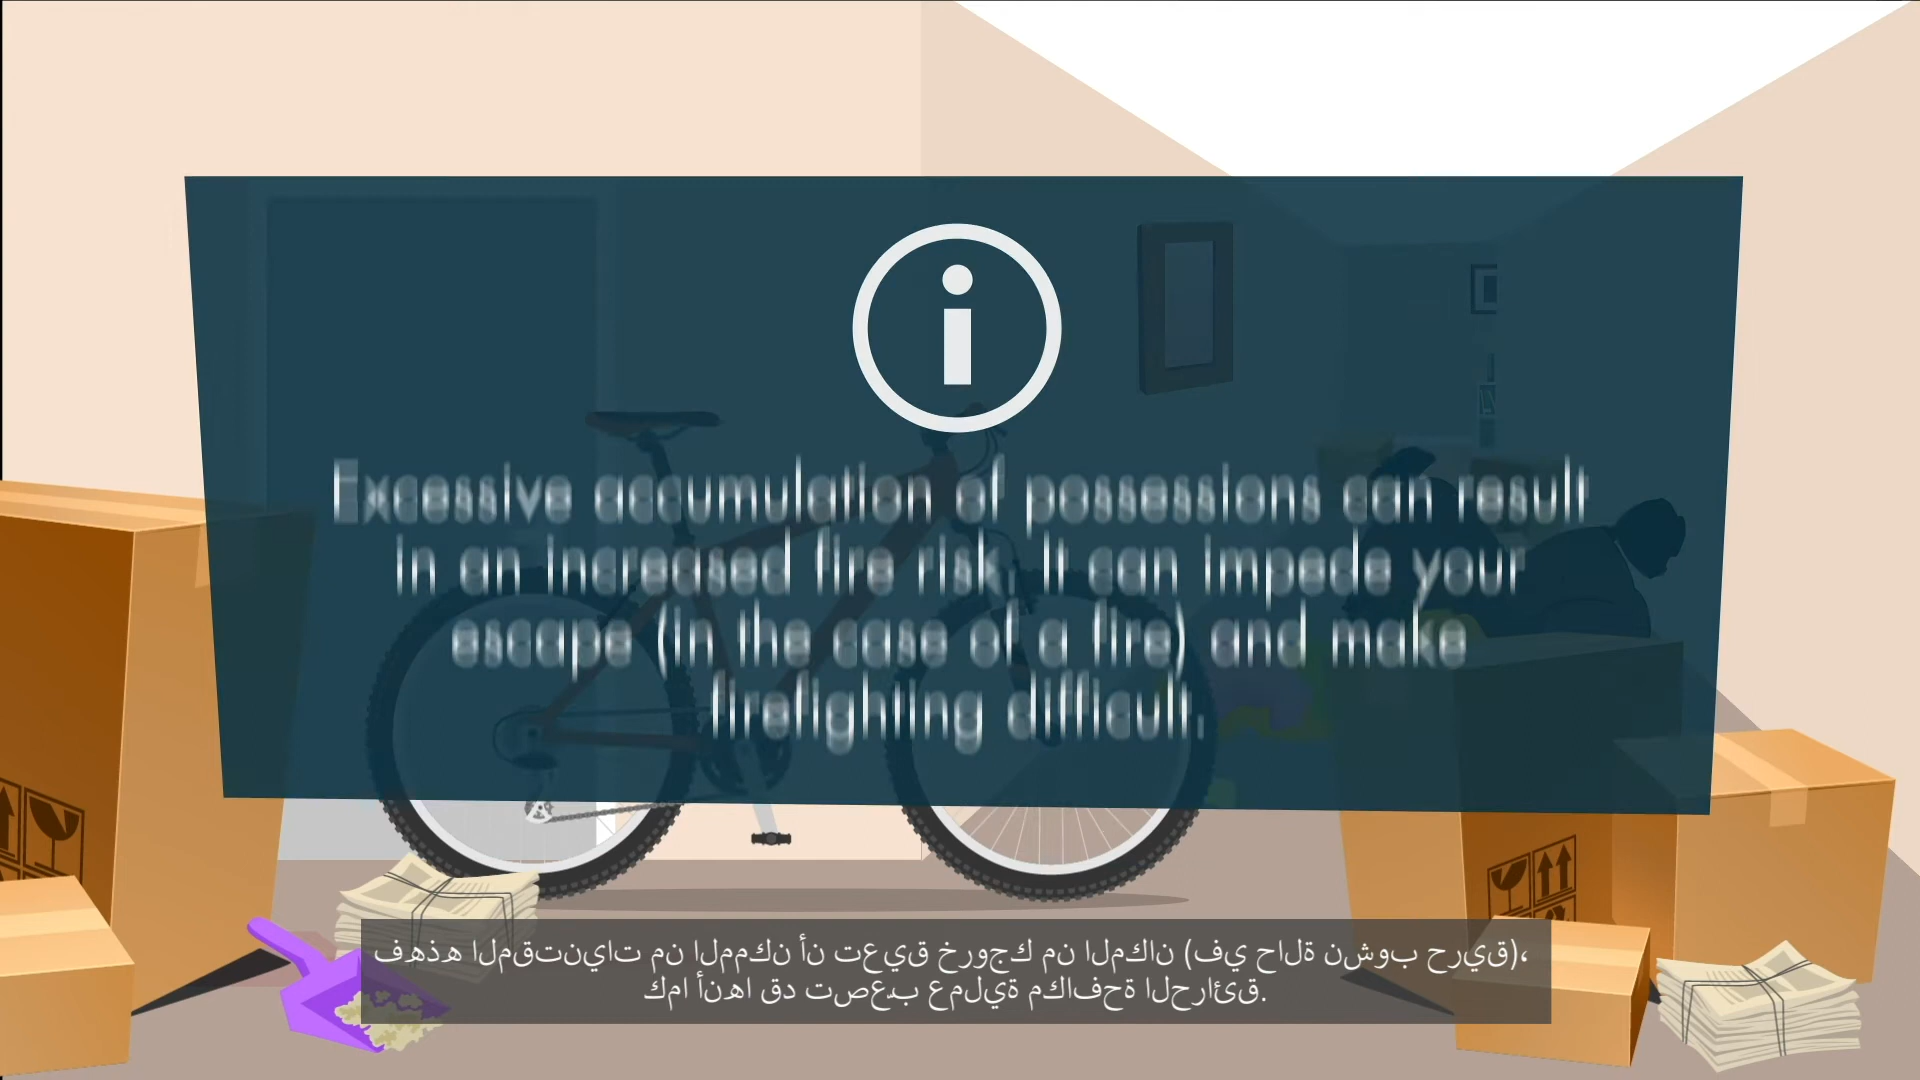 Excessive accumulation of possessions can result
in an increased fire risk. It can impede your
escape (in the case of a fire) and make
firefighting difficult.
فهذه المقتنيات من الممكن أن تعيق خروجك من المكان (في حالة نشوب حريق)،
كما أنها قد تصعب عملية مكافحة الحرائق.